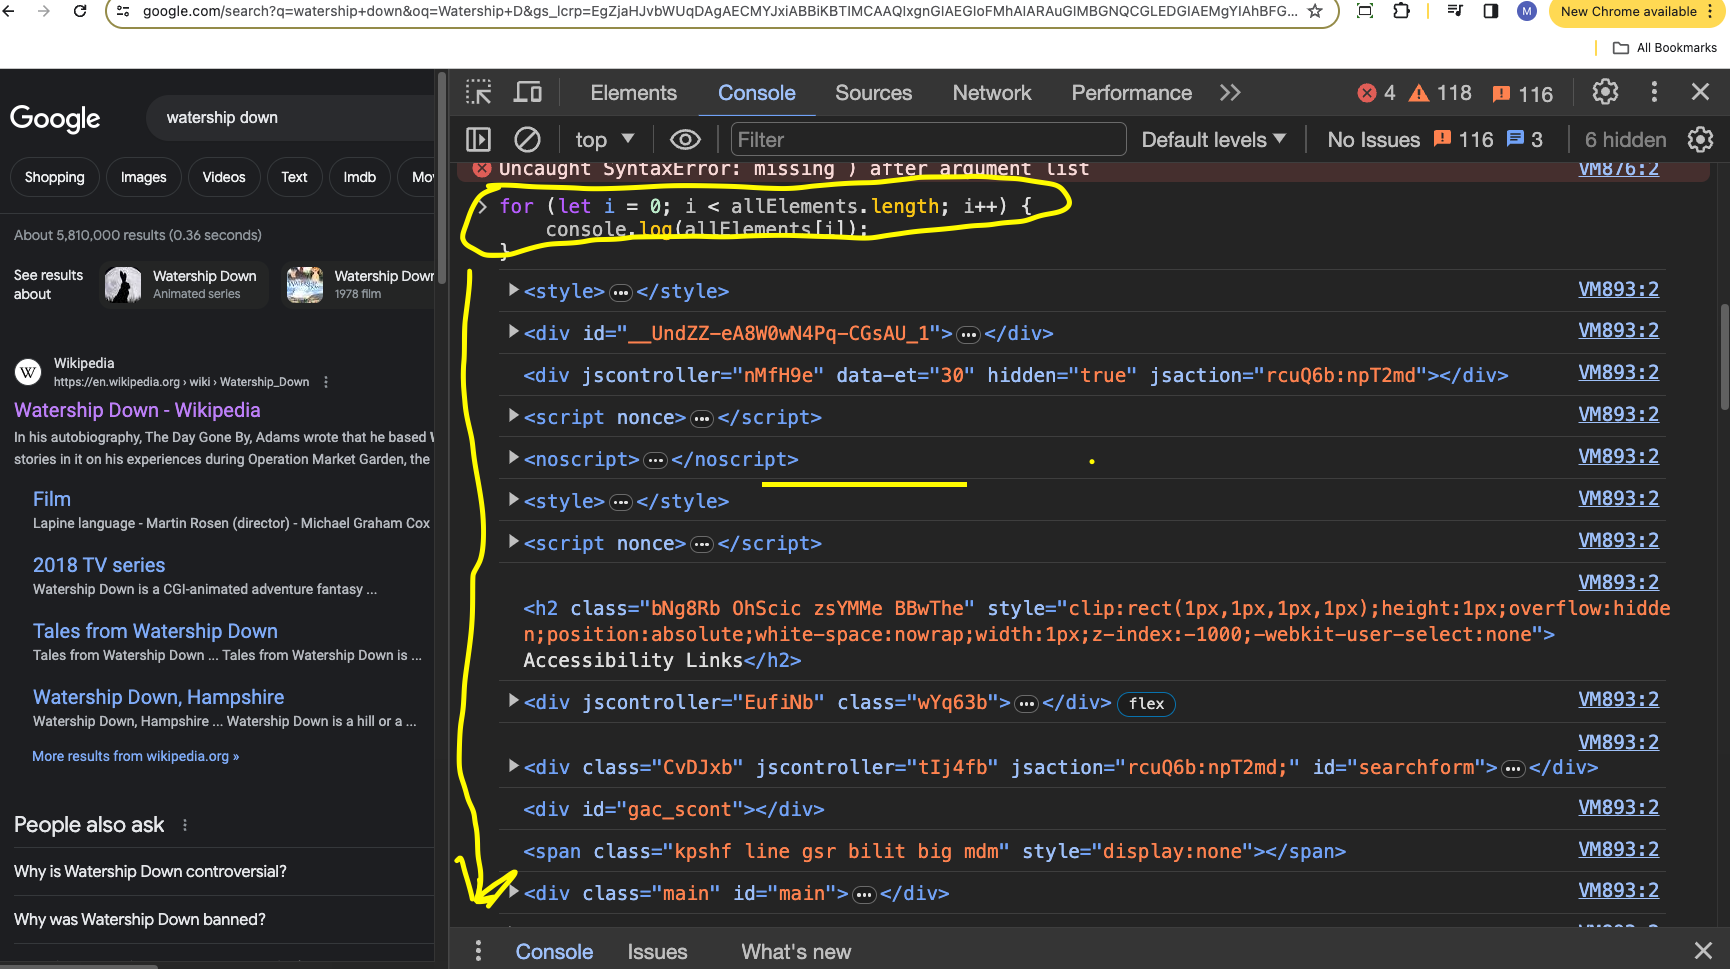 google.com/search?q=watership+down&oq=Watership+D&gs_lcrp=EgZjaHJvbWUqDAgAECMYJxiABBiKBTIMCAAQIxgnGIAEGIoFMhAIARAuGIMBGNQCGLEDGIAEMgYIAhBFG...
M
New Chrome available
All Bookmarks
Google
watership down
Shopping
Images
Videos
Text
Imdb
Mo
About 5,810,000 results (0.36 seconds)
See results about
Watership Down
Animated series
Watership Dow
1978 film
W
Wikipedia
https://en.wikipedia.org › wiki › Watership_Down
Watership Down - Wikipedia
In his autobiography, The Day Gone By, Adams wrote that he based
stories in it on his experiences during Operation Market Garden, the
Film
Lapine language - Martin Rosen (director) - Michael Graham Cox
2018 TV series
Watership Down is a CGI-animated adventure fantasy ...
Tales from Watership Down
Tales from Watership Down ... Tales from Watership Down is ...
Watership Down, Hampshire
Watership Down, Hampshire ... Watership Down is a hill or a ...
More results from wikipedia.org »
People also ask
Why is Watership Down controversial?
Why was Watership Down banned?
Elements
Console
Sources
Network
Performance
4
118
116
top
Filter
Default levels
No Issues
116
3
6 hidden
Uncaught SyntaxError: missing ) after argument list VM876:2
for (let i = 0; i < allElements.length; i++) {
console.log(allElements[i]);
}
<style>…</style> VM893:2
<div id="__UndZZ-eA8W0wN4Pq-CGsAU_1">…</div> VM893:2
<div jscontroller="nMfH9e" data-et="30" hidden="true" jsaction="rcuQ6b:npT2md"></div> VM893:2
<script nonce>…</script> VM893:2
<noscript>…</noscript> VM893:2
<style>…</style> VM893:2
<script nonce>…</script> VM893:2
VM893:2
<h2 class="bNg8Rb OhScic zsYMMe BBwThe" style="clip:rect(1px,1px,1px,1px);height:1px;overflow:hidde
n;position:absolute;white-space:nowrap;width:1px;z-index:-1000;-webkit-user-select:none">
Accessibility Links</h2>
<div jscontroller="EufiNb" class="wYq63b">…</div> flex VM893:2
VM893:2
<div class="CvDJxb" jscontroller="tIj4fb" jsaction="rcuQ6b:npT2md;" id="searchform">…</div>
<div id="gac_scont"></div> VM893:2
<span class="kpshf line gsr bilit big mdm" style="display:none"></span> VM893:2
<div class="main" id="main">…</div> VM893:2
VM893:2
Console
Issues
What's new